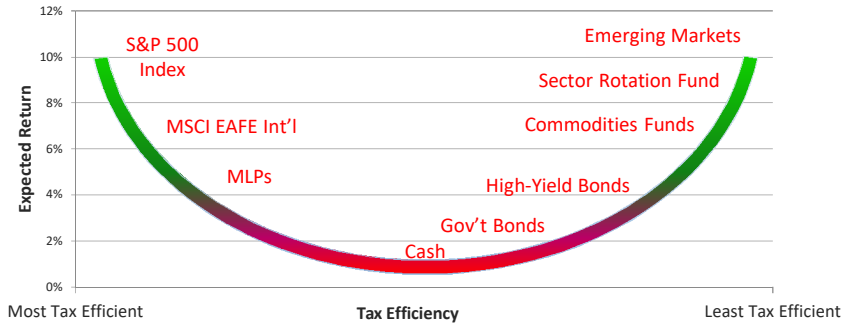 12%
10%
8%
6%
4%
2%
0%
Expected Return
S&P 500
Index
MSCI EAFE Int'l
MLPs
Cash
Gov't Bonds
High-Yield Bonds
Commodities Funds
Sector Rotation Fund
Emerging Markets
Most Tax Efficient
Tax Efficiency
Least Tax Efficient